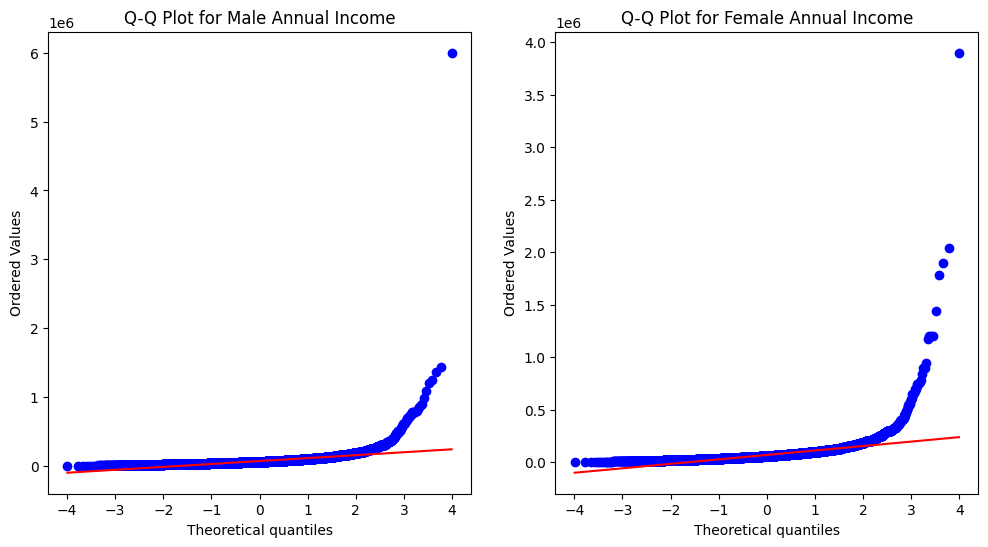 Q-Q Plot for Male Annual Income
1e6
6
5
4
3
2
1
0
Ordered Values
−4 −3 −2 −1 0 1 2 3 4
Theoretical quantiles
Q-Q Plot for Female Annual Income
1e6
4.0
3.5
3.0
2.5
2.0
1.5
1.0
0.5
0.0
Ordered Values
−4 −3 −2 −1 0 1 2 3 4
Theoretical quantiles